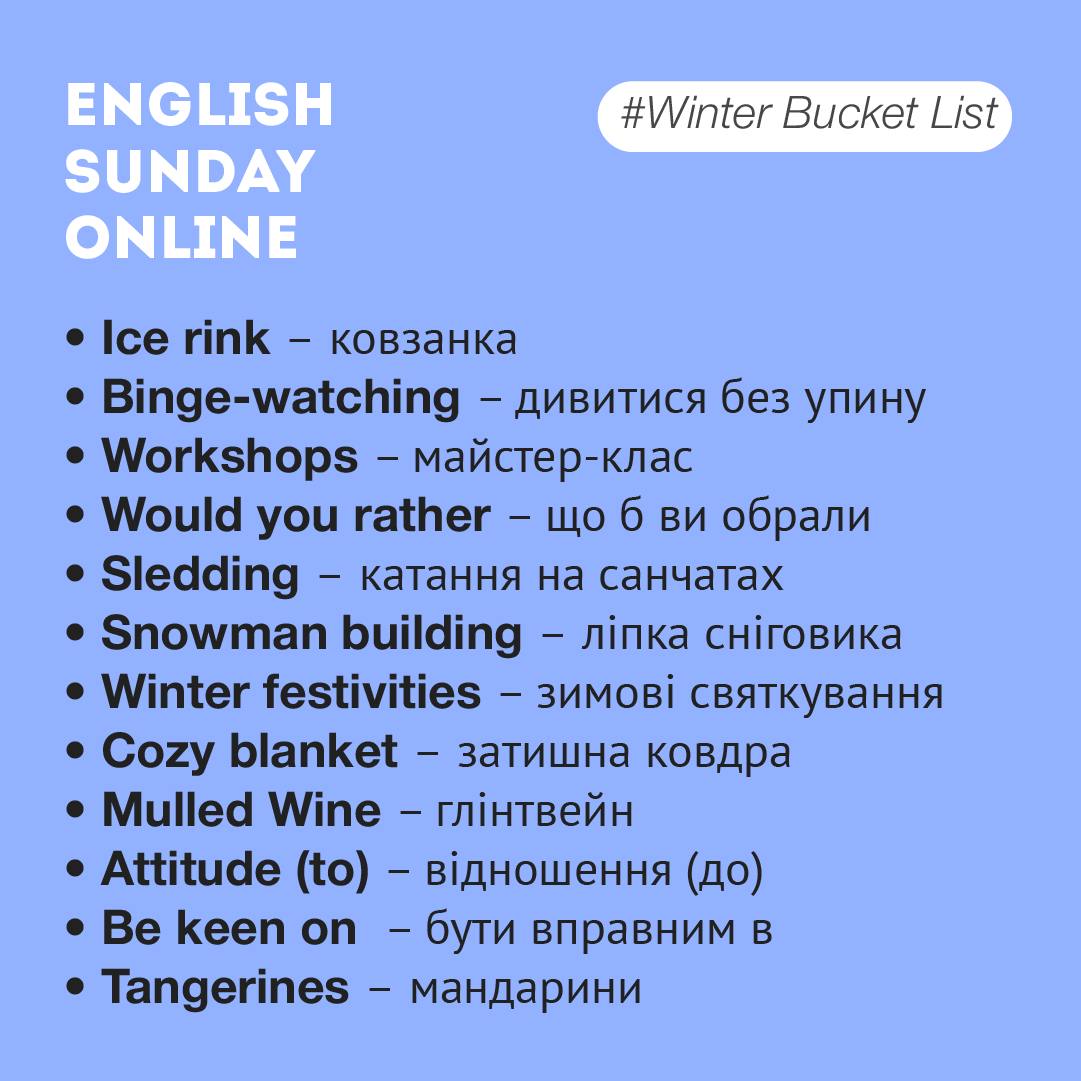 ENGLISH
SUNDAY
ONLINE
#Winter Bucket List
• Ice rink – ковзанка
• Binge-watching – дивитися без упину
• Workshops – майстер-клас
• Would you rather – що б ви обрали
• Sledding – катання на санчатах
• Snowman building – ліпка сніговика
• Winter festivities – зимові святкування
• Cozy blanket – затишна ковдра
• Mulled Wine – глінтвейн
• Attitude (to) – відношення (до)
• Be keen on – бути вправним в
• Tangerines – мандарини